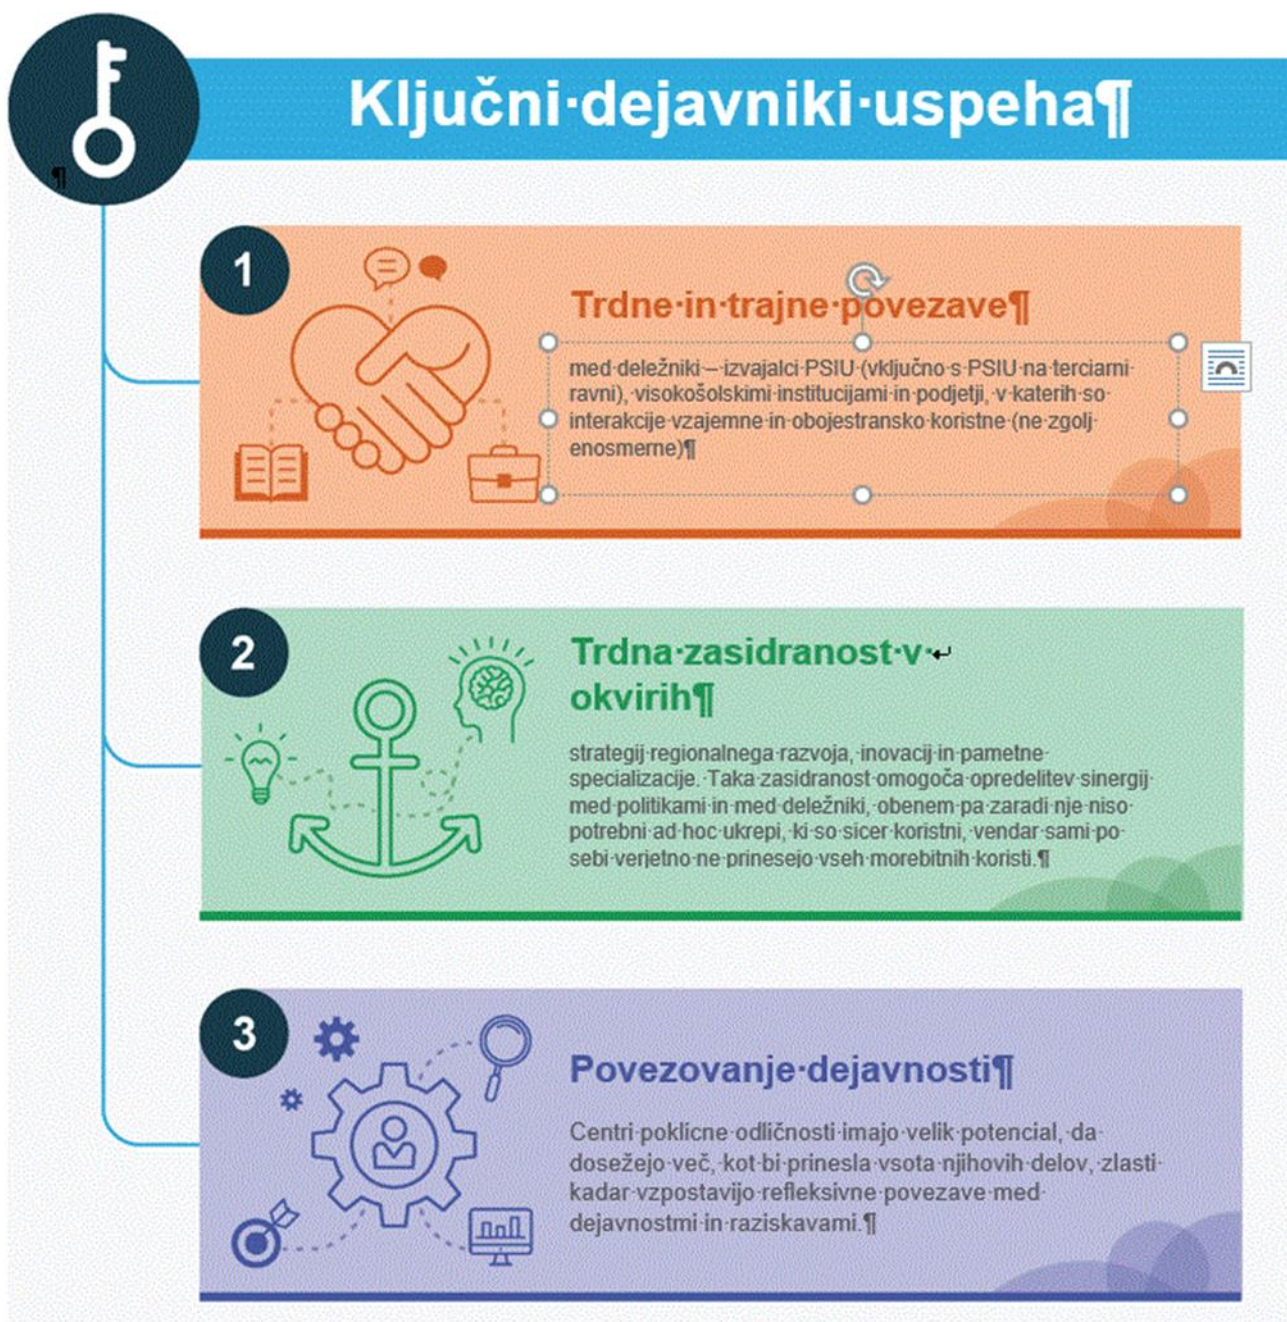 Ključni·dejavniki·uspeha¶
¶
1
Trdne·in·trajne·povezave¶
med·deležniki·–·izvajalci·PSIU·(vključno·s·PSIU·na·terciarni·
ravni),·visokošolskimi·institucijami·in·podjetji,·v·katerih·so·
interakcije·vzajemne·in·obojestransko·koristne·(ne·zgolj·
enosmerne)¶
2
Trdna·zasidranost·v·↵
okvirih¶
strategij·regionalnega·razvoja,·inovacij·in·pametne·
specializacije.·Taka·zasidranost·omogoča·opredelitev·sinergij·
med·politikami·in·med·deležniki,·obenem·pa·zaradi·nje·niso·
potrebni·ad·hoc·ukrepi,·ki·so·sicer·koristni,·vendar·sami·po·
sebi·verjetno·ne·prinesejo·vseh·morebitnih·koristi.¶
3
Povezovanje·dejavnosti¶
Centri·poklicne·odličnosti·imajo·velik·potencial,·da·
dosežejo·več,·kot·bi·prinesla·vsota·njihovih·delov,·zlasti·
kadar·vzpostavijo·refleksivne·povezave·med·
dejavnostmi·in·raziskavami.¶